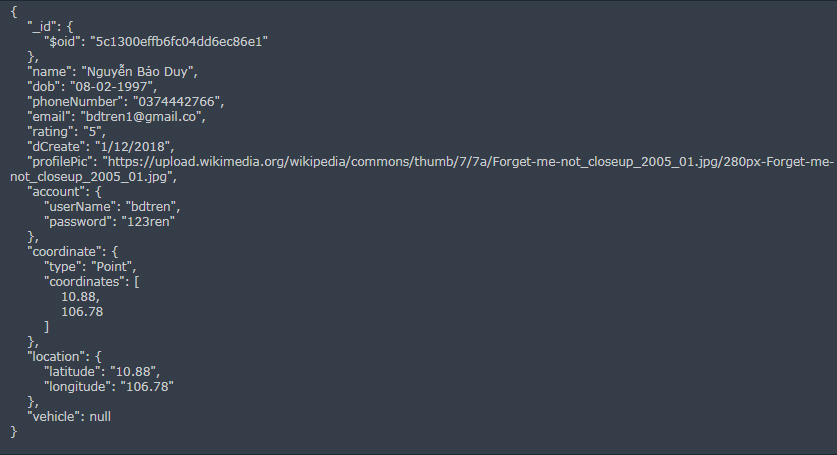 {
"_id": {
"$oid": "5c1300effb6fc04dd6ec86e1"
},
"name": "Nguyễn Bảo Duy",
"dob": "08-02-1997",
"phoneNumber": "0374442766",
"email": "bdtren1@gmail.co",
"rating": "5",
"dCreate": "1/12/2018",
"profilePic": "https://upload.wikimedia.org/wikipedia/commons/thumb/7/7a/Forget-me-not_closeup_2005_01.jpg/280px-Forget-me-
not_closeup_2005_01.jpg",
"account": {
"userName": "bdtren",
"password": "123ren"
},
"coordinate": {
"type": "Point",
"coordinates": [
10.88,
106.78
]
},
"location": {
"latitude": "10.88",
"longitude": "106.78"
},
"vehicle": null
}